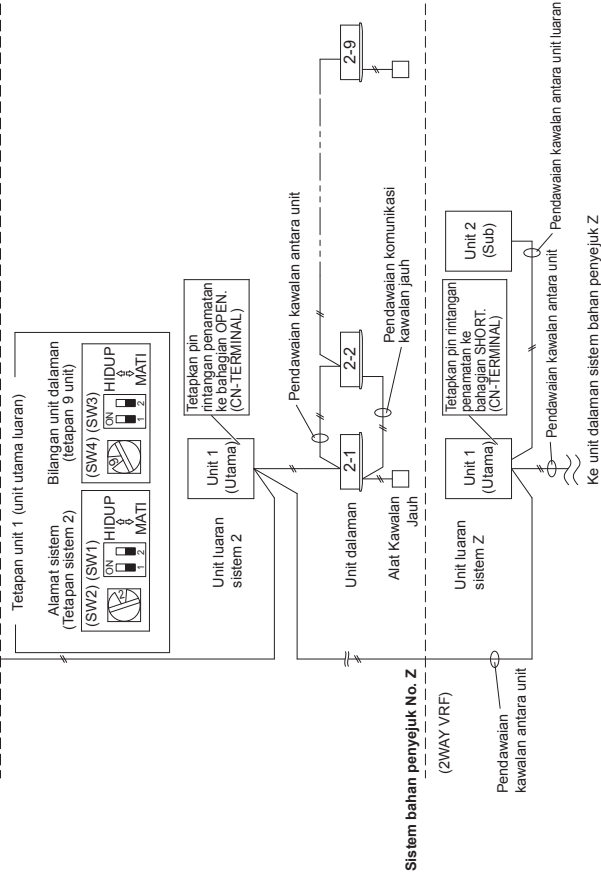 Tetapan unit 1 (unit utama luaran)
Alamat sistem
(Tetapan sistem 2)
(SW2) (SW1)
2
ON
1 2
HIDUP
MATI
Bilangan unit dalaman
(tetapan 9 unit)
(SW4) (SW3)
9
ON
1 2
HIDUP
MATI
Unit luaran
sistem 2
Unit 1
(Utama)
Tetapkan pin
rintangan penamatan
ke bahagian OPEN.
(CN-TERMINAL)
Pendawaian kawalan antara unit
Unit dalaman
2-1
2-2
2-9
Alat Kawalan
Jauh
Pendawaian komunikasi
kawalan jauh
Sistem bahan penyejuk No. Z
(2WAY VRF)
Pendawaian
kawalan antara unit
Unit luaran
sistem Z
Unit 1
(Utama)
Tetapkan pin rintangan
penamatan ke
bahagian SHORT.
(CN-TERMINAL)
Unit 2
(Sub)
Pendawaian kawalan antara unit
Pendawaian kawalan antara unit luaran
Ke unit dalaman sistem bahan penyejuk Z